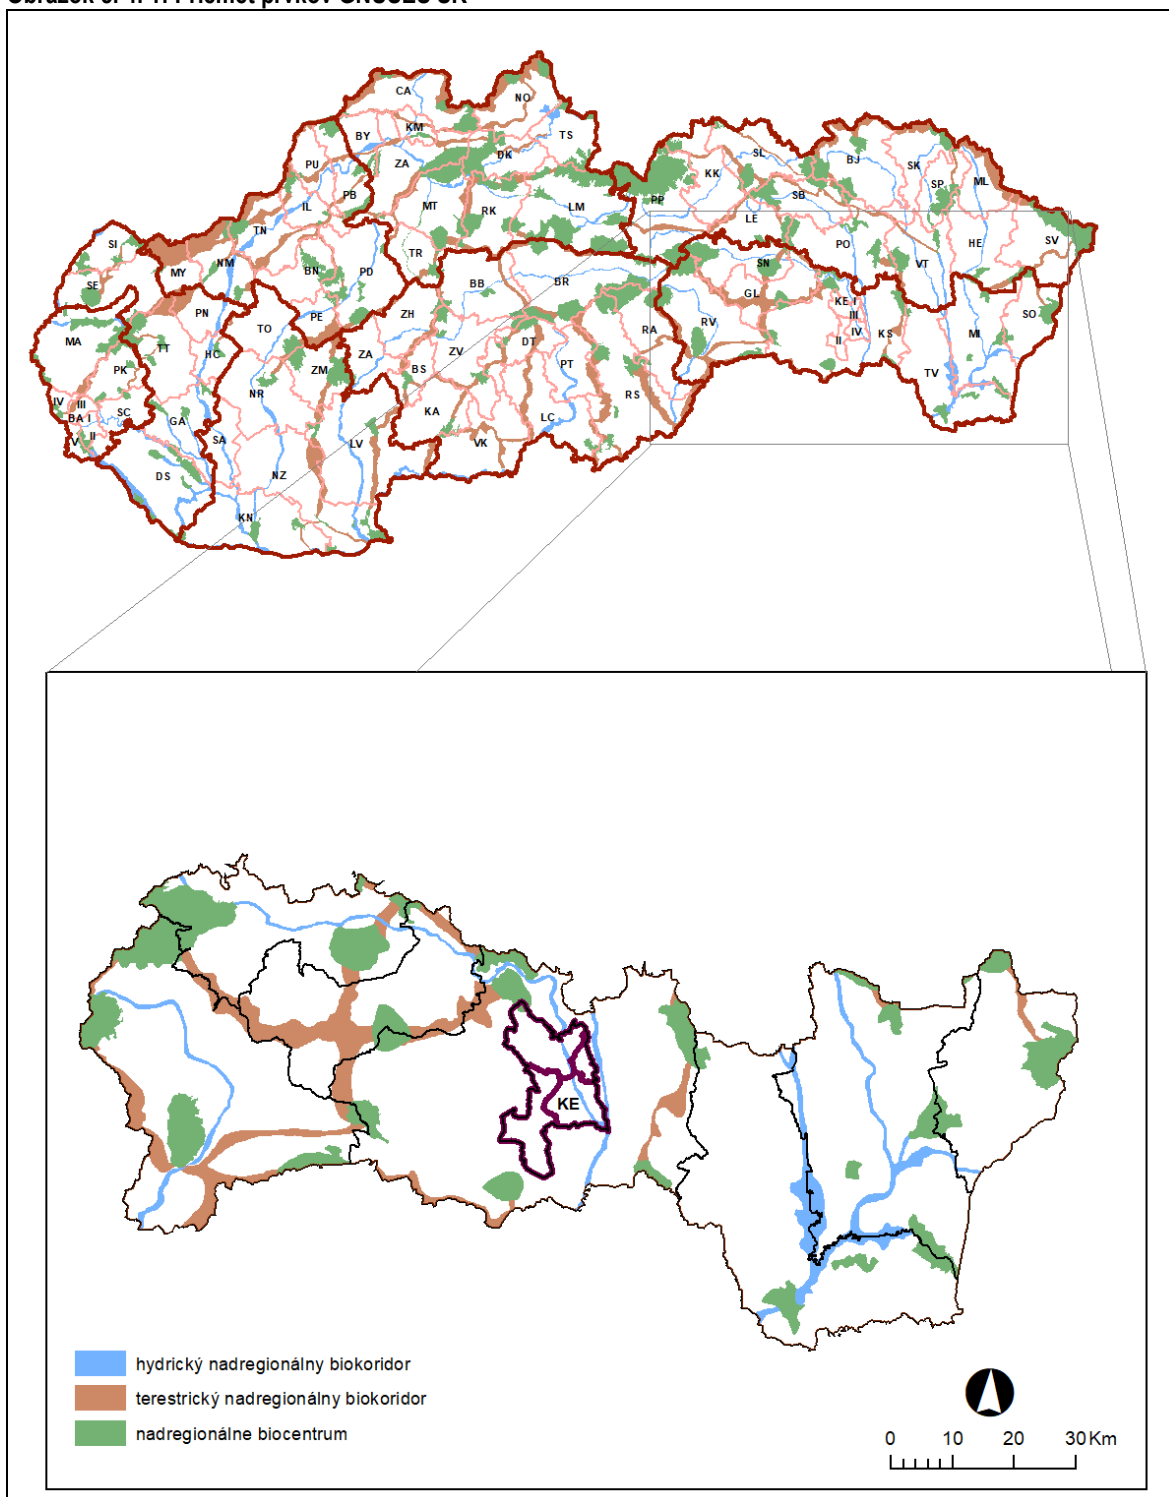 CA
NO
BY
KM
TS
PU
ZA
DK
SL
BJ
SK
KK
SP
ML
PB
IL
MT
RK
LM
PP
SB
LE
TN
SI
MY
NM
BN
PD
TR
BB
BR
SN
PO
VT
HE
SV
SE
PN
TO
PE
ZH
GL
KE I
III
IV
II
KS
MI
SO
MA
TT
HC
ZA
ZV
DT
PT
RA
RV
TV
PK
ZM
BS
NR
KA
LC
RS
IV
III
BA I
II
V
SC
GA
SA
LV
VK
DS
NZ
KN
KE
hydrický nadregionálny biokoridor
terestrický nadregionálny biokoridor
nadregionálne biocentrum
0 10 20 30Km